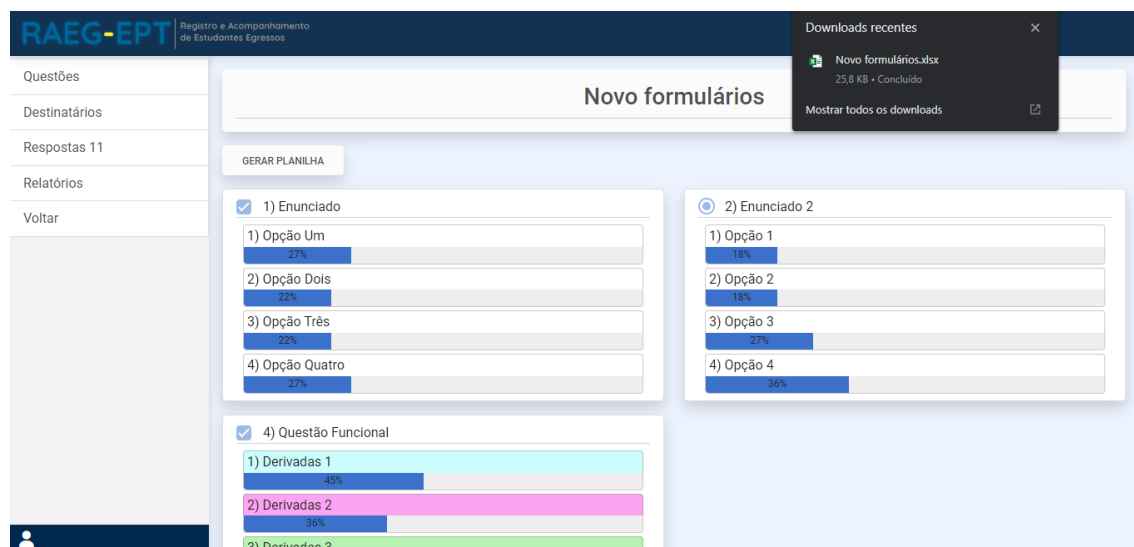 RAEG-EPT
Registro e Acompanhamento
de Estudantes Egressos
Downloads recentes
Novo formulários.xlsx
25,8 KB • Concluído
Mostrar todos os downloads
Questões
Destinatários
Respostas 11
Relatórios
Voltar
Novo formulários
GERAR PLANILHA
1) Enunciado
1) Opção Um
27%
2) Opção Dois
22%
3) Opção Três
22%
4) Opção Quatro
27%
2) Enunciado 2
1) Opção 1
18%
2) Opção 2
18%
3) Opção 3
27%
4) Opção 4
36%
4) Questão Funcional
1) Derivadas 1
45%
2) Derivadas 2
36%
3) Derivadas 3